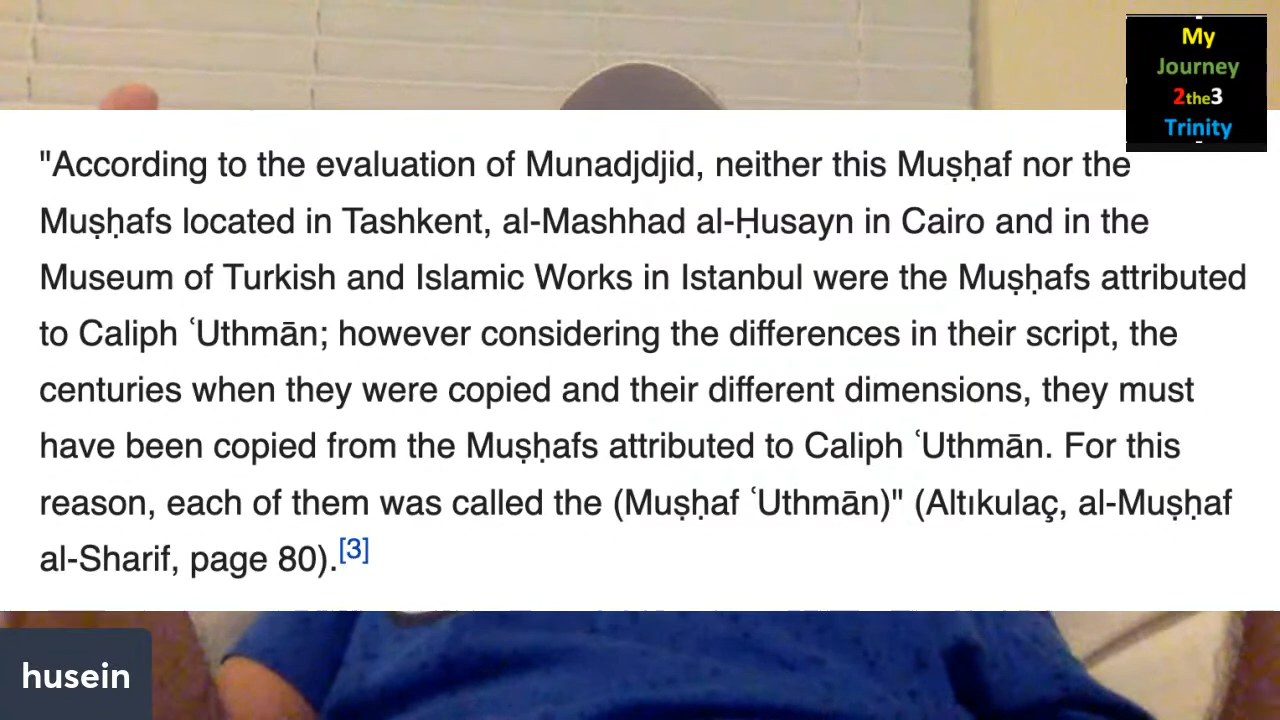 My
Journey
2the3
Trinity
"According to the evaluation of Munadjdjid, neither this Muṣḥaf nor the
Muṣḥafs located in Tashkent, al-Mashhad al-Ḥusayn in Cairo and in the
Museum of Turkish and Islamic Works in Istanbul were the Muṣḥafs attributed
to Caliph ʿUthmān; however considering the differences in their script, the
centuries when they were copied and their different dimensions, they must
have been copied from the Muṣḥafs attributed to Caliph ʿUthmān. For this
reason, each of them was called the (Muṣḥaf ʿUthmān)" (Altıkulaç, al-Muṣḥaf
al-Sharif, page 80).[3]
husein